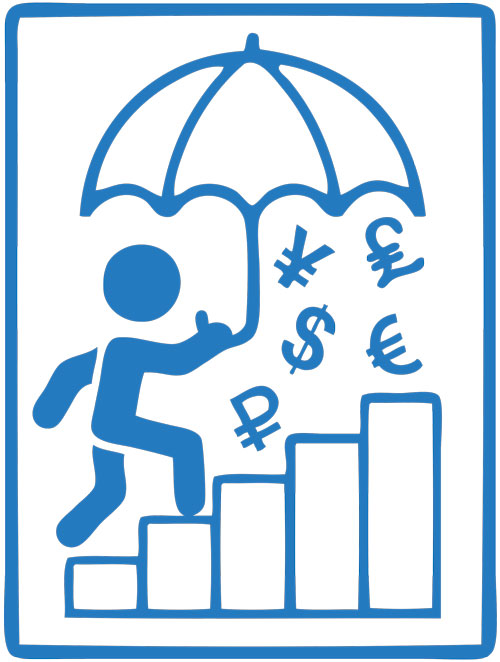 ¥ £
$ €
₽